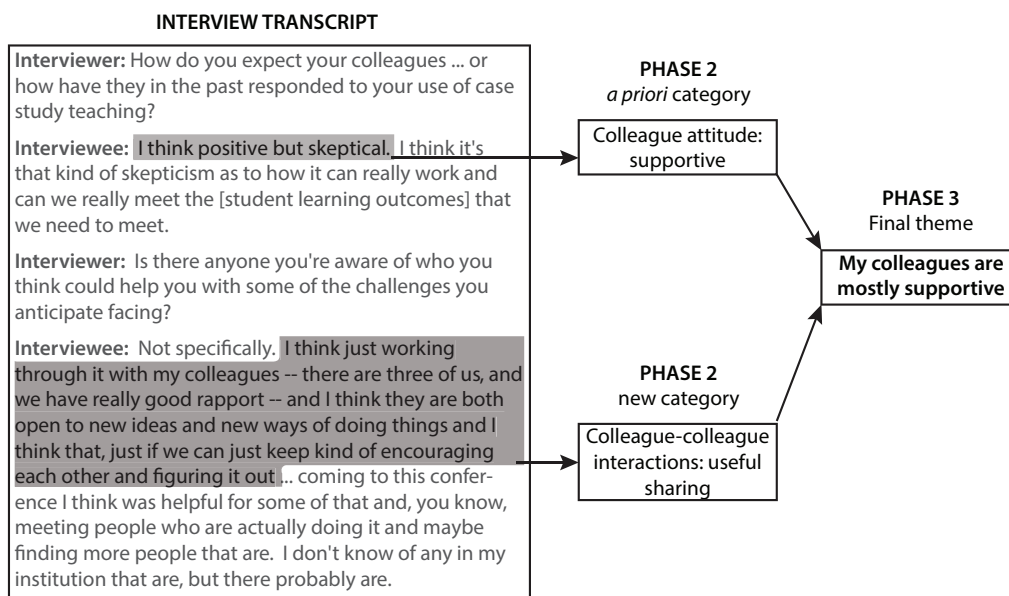 INTERVIEW TRANSCRIPT
Interviewer: How do you expect your colleagues ... or
how have they in the past responded to your use of case
study teaching?
Interviewee: I think positive but skeptical. I think it's
that kind of skepticism as to how it can really work and
can we really meet the [student learning outcomes] that
we need to meet.
Interviewer: Is there anyone you're aware of who you
think could help you with some of the challenges you
anticipate facing?
Interviewee: Not specifically. I think just working
through it with my colleagues -- there are three of us, and
we have really good rapport -- and I think they are both
open to new ideas and new ways of doing things and I
think that, just if we can just keep kind of encouraging
each other and figuring it out ... coming to this confer-
ence I think was helpful for some of that and, you know,
meeting people who are actually doing it and maybe
finding more people that are. I don't know of any in my
institution that are, but there probably are.
PHASE 2
a priori category
Colleague attitude:
supportive
PHASE 2
new category
Colleague-colleague
interactions: useful
sharing
PHASE 3
Final theme
My colleagues are
mostly supportive